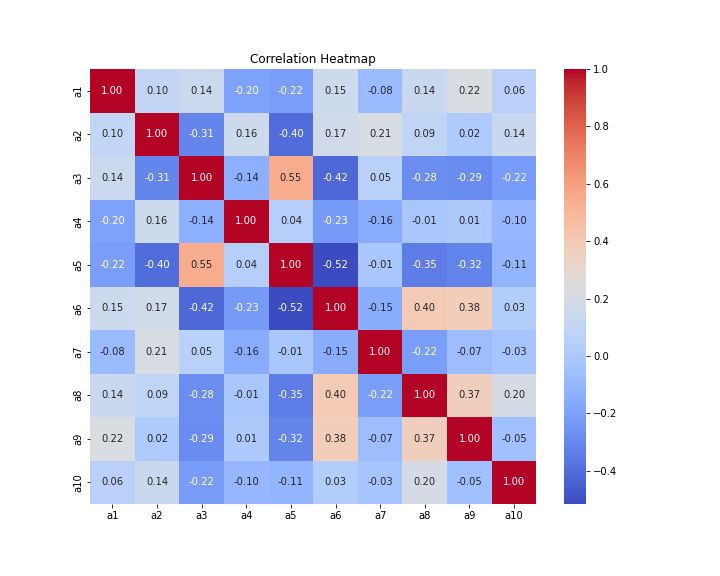 Correlation Heatmap
a1 1.00 0.10 0.14 -0.20 -0.22 0.15 -0.08 0.14 0.22 0.06
a2 0.10 1.00 -0.31 0.16 -0.40 0.17 0.21 0.09 0.02 0.14
a3 0.14 -0.31 1.00 -0.14 0.55 -0.42 0.05 -0.28 -0.29 -0.22
a4 -0.20 0.16 -0.14 1.00 0.04 -0.23 -0.16 -0.01 0.01 -0.10
a5 -0.22 -0.40 0.55 0.04 1.00 -0.52 -0.01 -0.35 -0.32 -0.11
a6 0.15 0.17 -0.42 -0.23 -0.52 1.00 -0.15 0.40 0.38 0.03
a7 -0.08 0.21 0.05 -0.16 -0.01 -0.15 1.00 -0.22 -0.07 -0.03
a8 0.14 0.09 -0.28 -0.01 -0.35 0.40 -0.22 1.00 0.37 0.20
a9 0.22 0.02 -0.29 0.01 -0.32 0.38 -0.07 0.37 1.00 -0.05
a10 0.06 0.14 -0.22 -0.10 -0.11 0.03 -0.03 0.20 -0.05 1.00
a1 a2 a3 a4 a5 a6 a7 a8 a9 a10
1.0
0.8
0.6
0.4
0.2
0.0
−0.2
−0.4